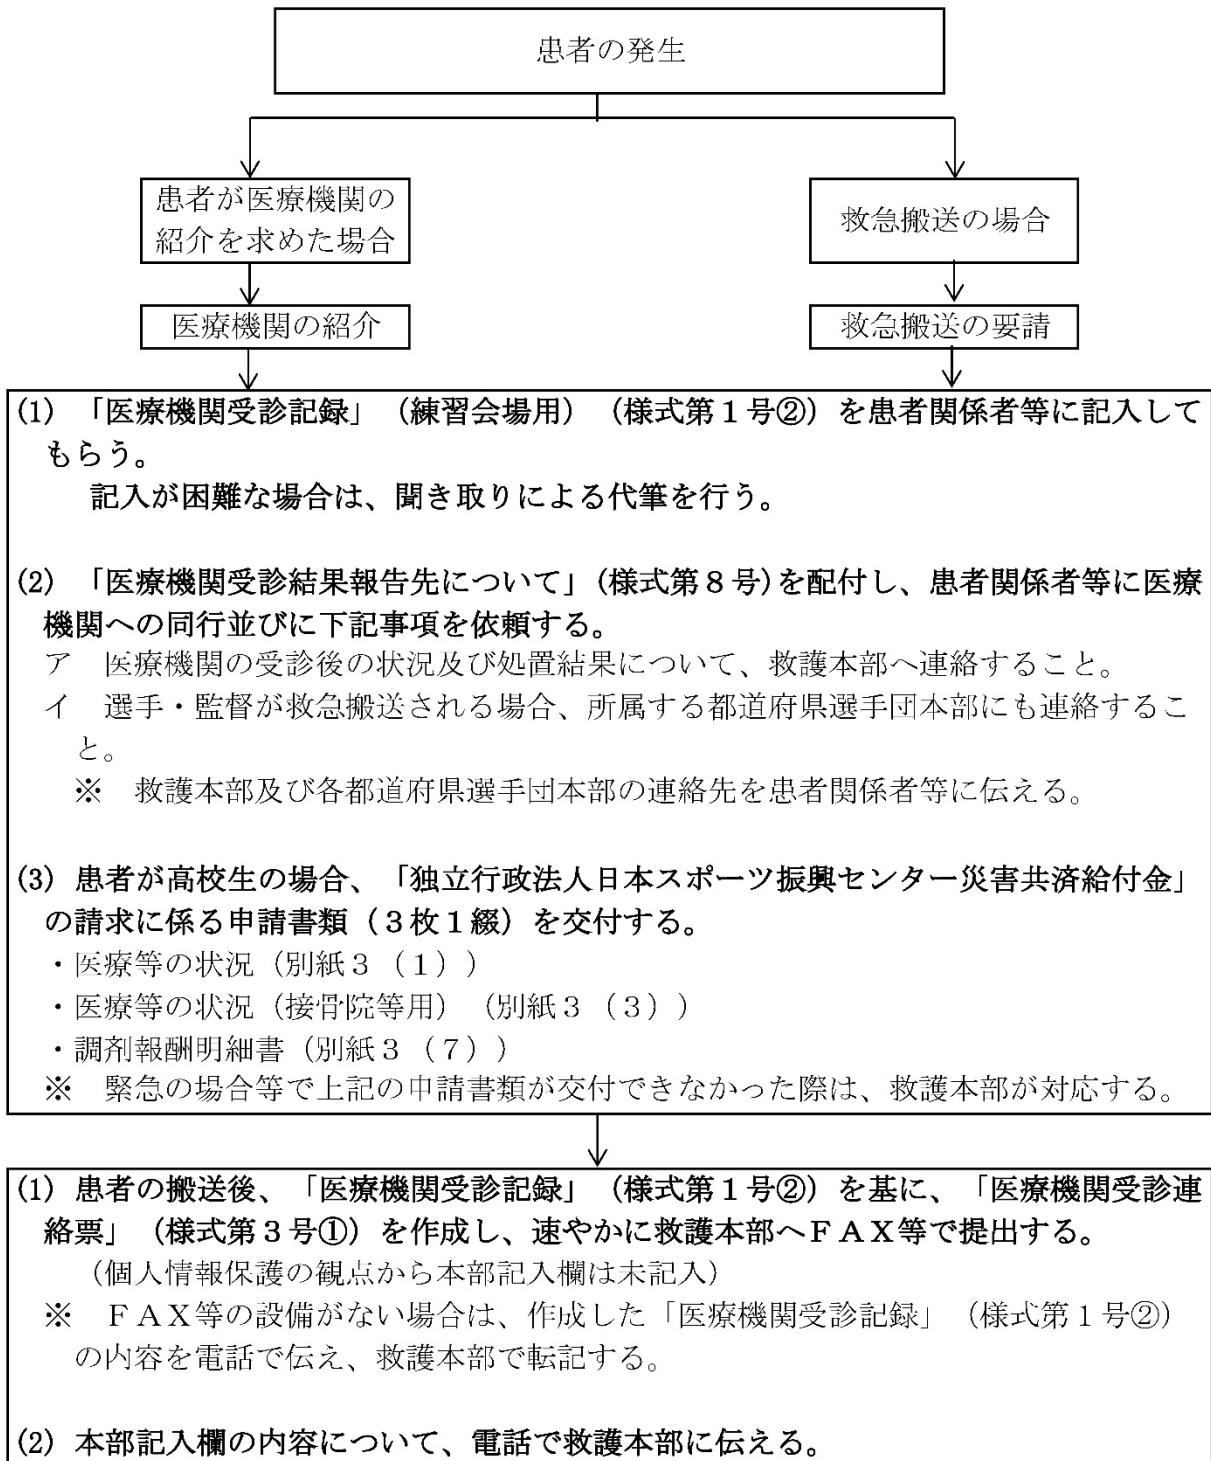 患者の発生
患者が医療機関の
紹介を求めた場合
救急搬送の場合
医療機関の紹介
救急搬送の要請
(1) 「医療機関受診記録」（練習会場用）（様式第１号②）を患者関係者等に記入して
もらう。
記入が困難な場合は、聞き取りによる代筆を行う。
(2) 「医療機関受診結果報告先について」(様式第８号)を配付し、患者関係者等に医療
機関への同行並びに下記事項を依頼する。
ア　医療機関の受診後の状況及び処置結果について、救護本部へ連絡すること。
イ　選手・監督が救急搬送される場合、所属する都道府県選手団本部にも連絡するこ
と。
※　救護本部及び各都道府県選手団本部の連絡先を患者関係者等に伝える。
(3) 患者が高校生の場合、「独立行政法人日本スポーツ振興センター災害共済給付金」
の請求に係る申請書類（３枚１綴）を交付する。
・医療等の状況（別紙３（１））
・医療等の状況（接骨院等用）（別紙３（３））
・調剤報酬明細書（別紙３（７））
※　緊急の場合等で上記の申請書類が交付できなかった際は、救護本部が対応する。
(1) 患者の搬送後、「医療機関受診記録」（様式第１号②）を基に、「医療機関受診連
絡票」（様式第３号①）を作成し、速やかに救護本部へＦＡＸ等で提出する。
（個人情報保護の観点から本部記入欄は未記入）
※　ＦＡＸ等の設備がない場合は、作成した「医療機関受診記録」（様式第１号②）
の内容を電話で伝え、救護本部で転記する。
(2) 本部記入欄の内容について、電話で救護本部に伝える。